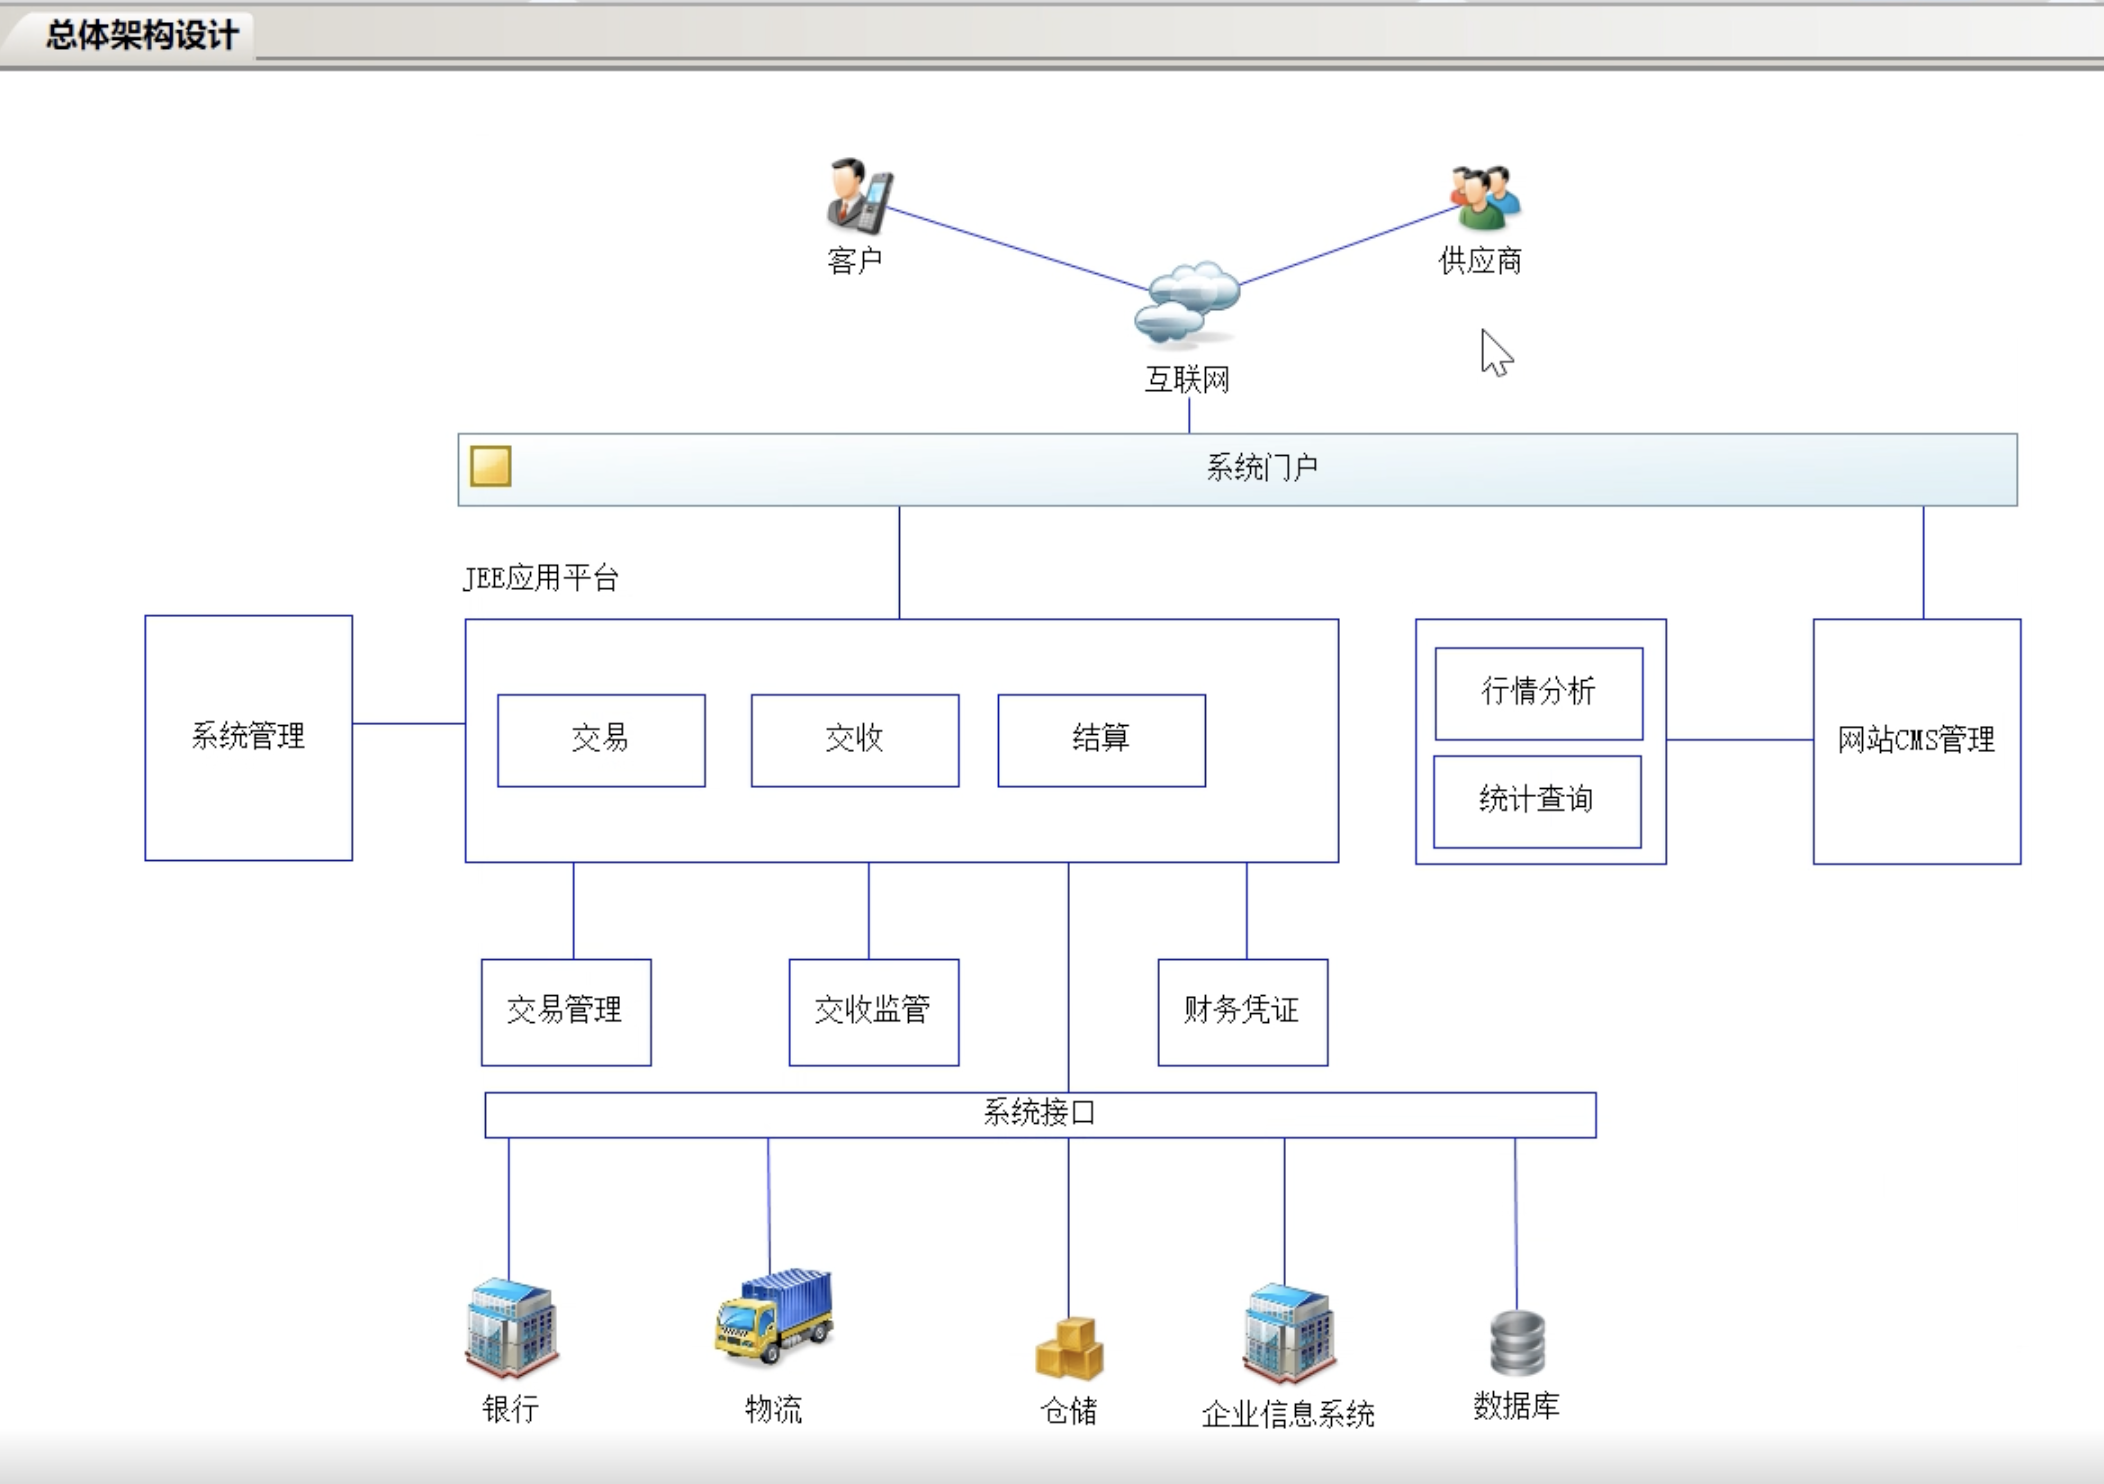 总体架构设计
客户
供应商
互联网
系统门户
JEE应用平台
系统管理
交易
交收
结算
行情分析
统计查询
网站CMS管理
交易管理
交收监管
财务凭证
系统接口
银行
物流
仓储
企业信息系统
数据库